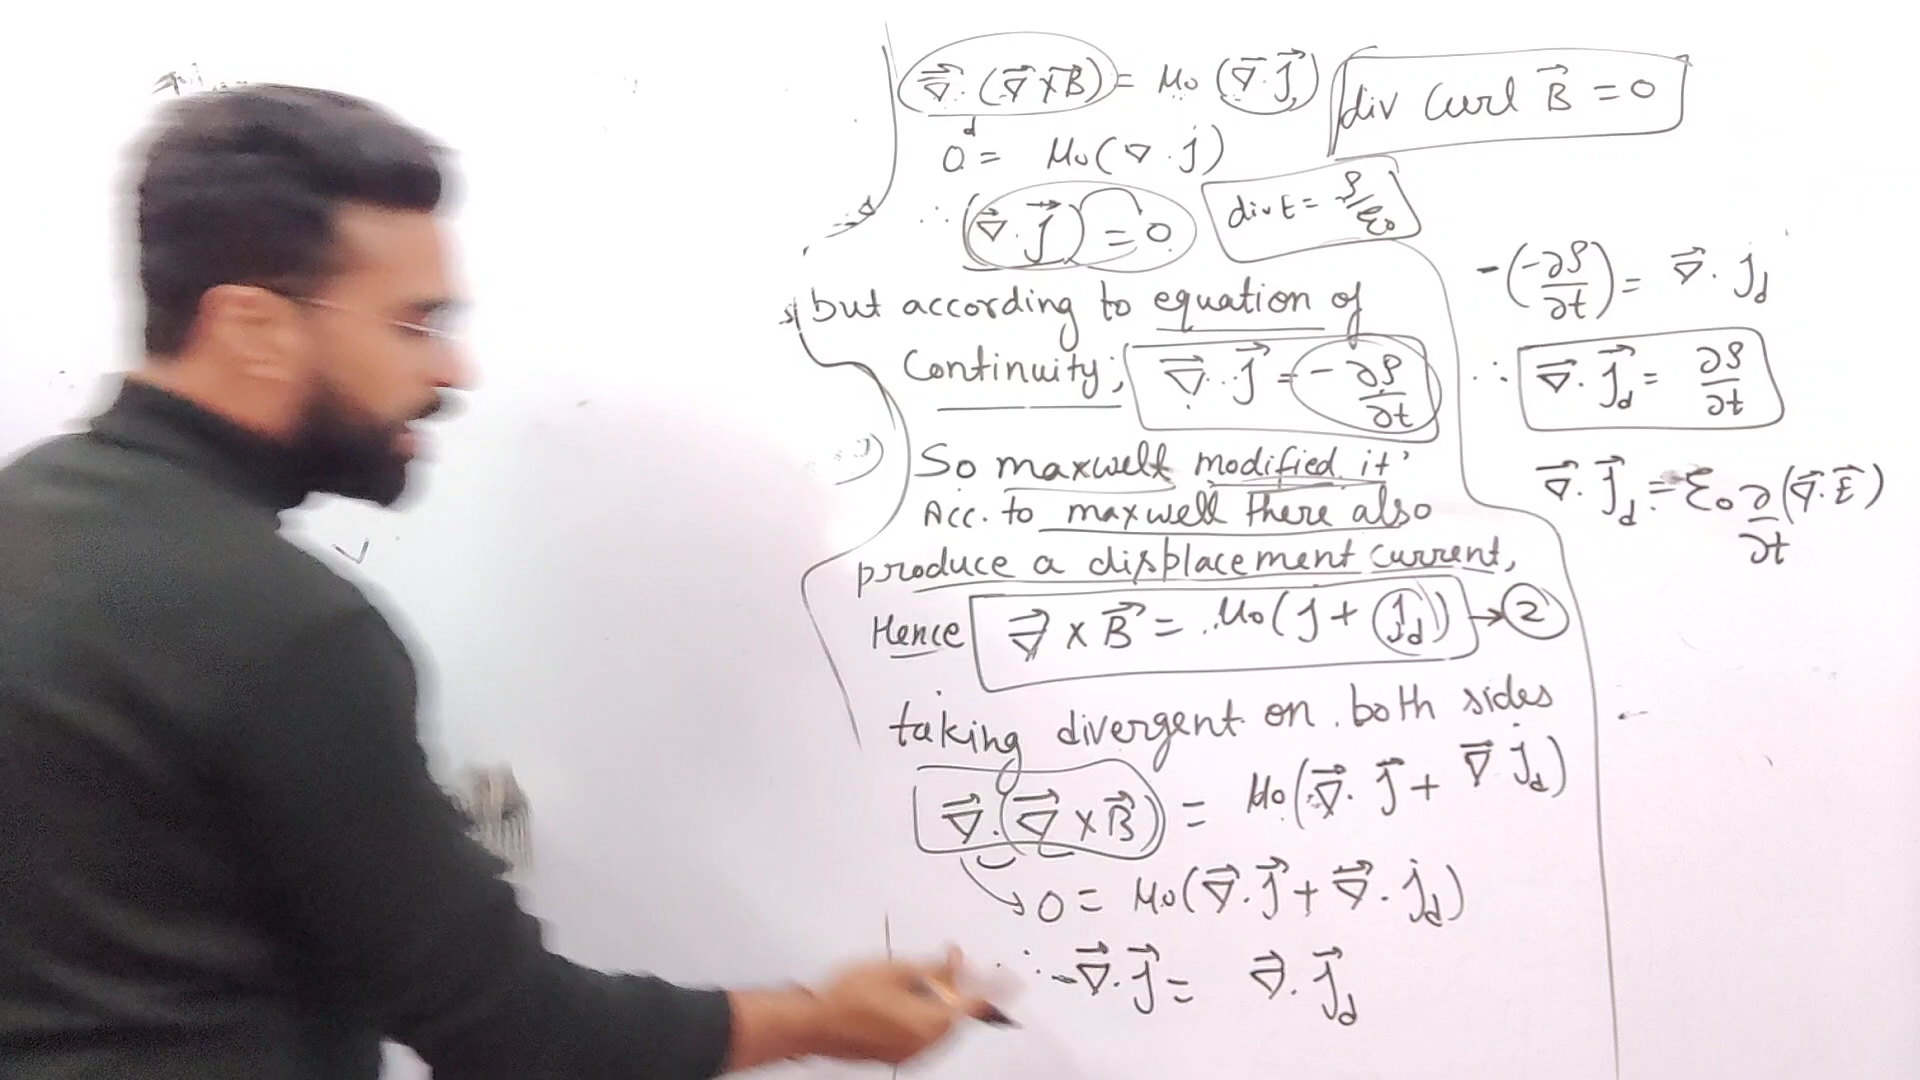 ∇⃗ . (∇⃗ × B⃗) = μ₀ (∇⃗ . J⃗)
div Curl B⃗ = 0
0 = μ₀ (∇ . J)
∴ (∇⃗ . J⃗) = 0
div E = ρ/ε₀
but according to equation of
Continuity; ∇⃗ . J⃗ = - ∂ρ/∂t
So maxwell modified it
Acc. to maxwell there also
produce a displacement current,
Hence ∇⃗ × B⃗ = μ₀ (J + J_d) → ②
taking divergent on both sides
∇⃗ . (∇⃗ × B⃗) = μ₀ (∇⃗ . J⃗ + ∇⃗ J_d)
→ 0 = μ₀ (∇⃗ . J⃗ + ∇⃗ . J_d)
∴ -∇⃗ . J⃗ = ∇⃗ . J⃗_d
-(-∂ρ/∂t) = ∇⃗ . J_d
∴ ∇⃗ . J⃗_d = ∂ρ/∂t
∇⃗ . J⃗_d = ε₀ ∂/∂t (∇⃗ . E⃗)